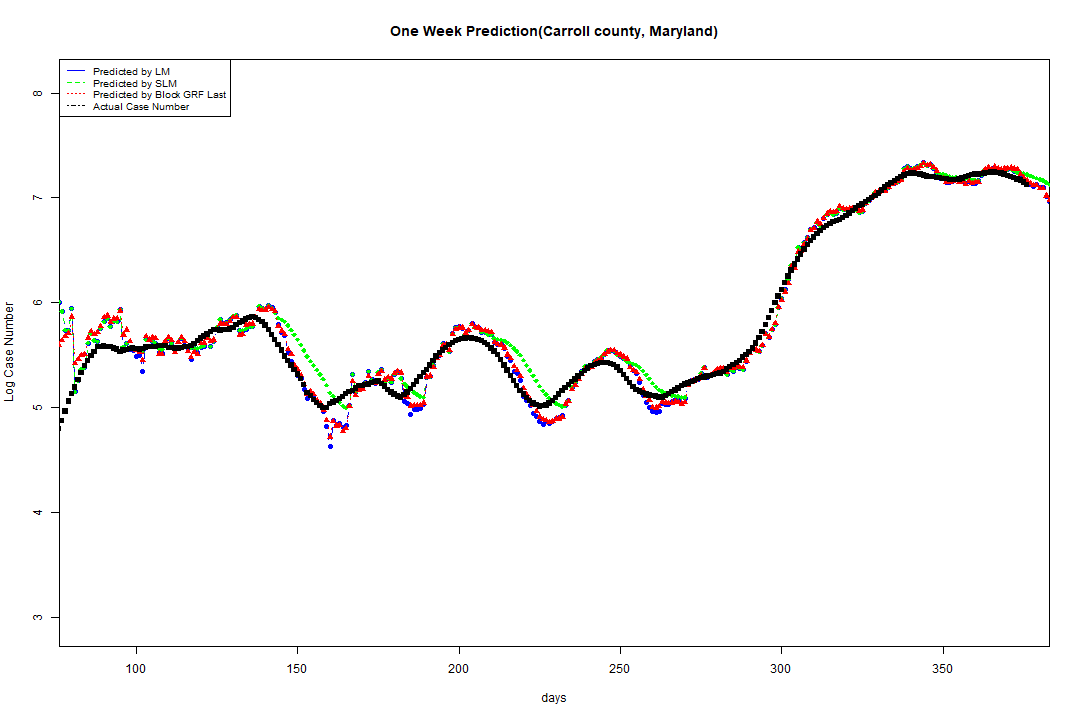 One Week Prediction(Carroll county, Maryland)
Predicted by LM
Predicted by SLM
Predicted by Block GRF Last
Actual Case Number
Log Case Number
8
7
6
5
4
3
100 150 200 250 300 350
days